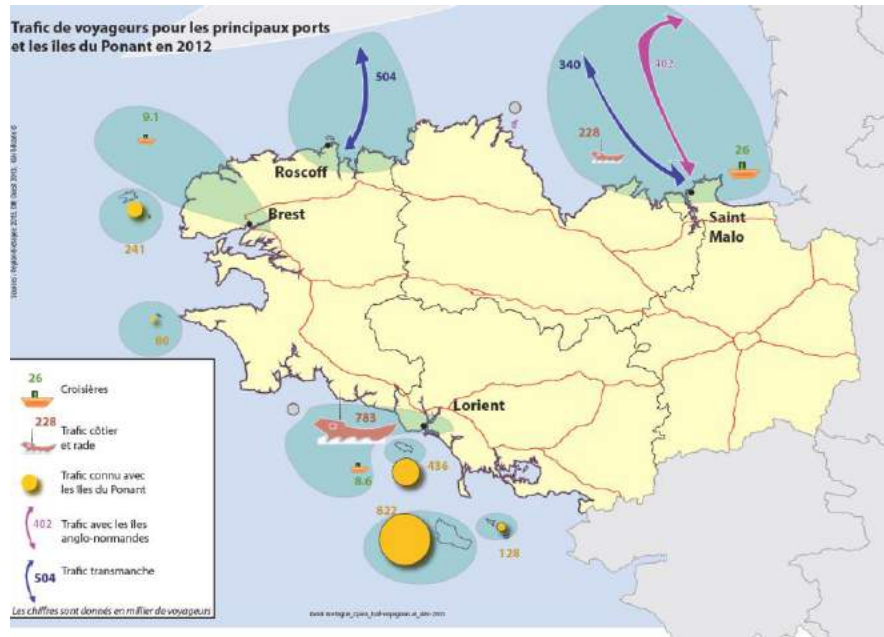 Trafic de voyageurs pour les principaux ports
et les îles du Ponant en 2012
504
340
402
9.1
228
26
Roscoff
Saint
Malo
Brest
241
80
783
Lorient
8.6
436
822
128
26
Croisières
228
Trafic côtier
et rade
Trafic connu avec
les îles du Ponant
402
Trafic avec les îles
anglo-normandes
504
Trafic transmanche
Les chiffres sont donnés en millier de voyageurs